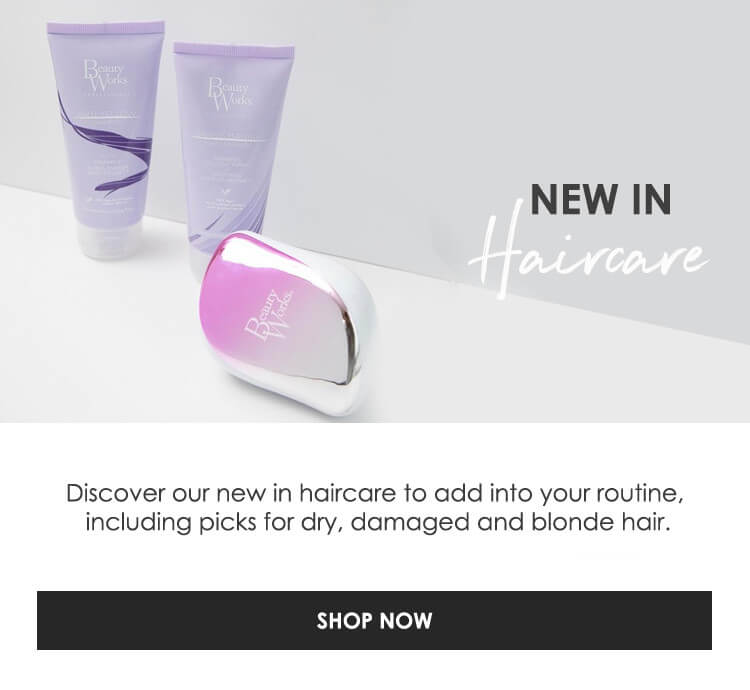 Beauty
Works
Beauty
Works
Beauty
Works
NEW IN
Haircare
Discover our new in haircare to add into your routine,
including picks for dry, damaged and blonde hair.
SHOP NOW